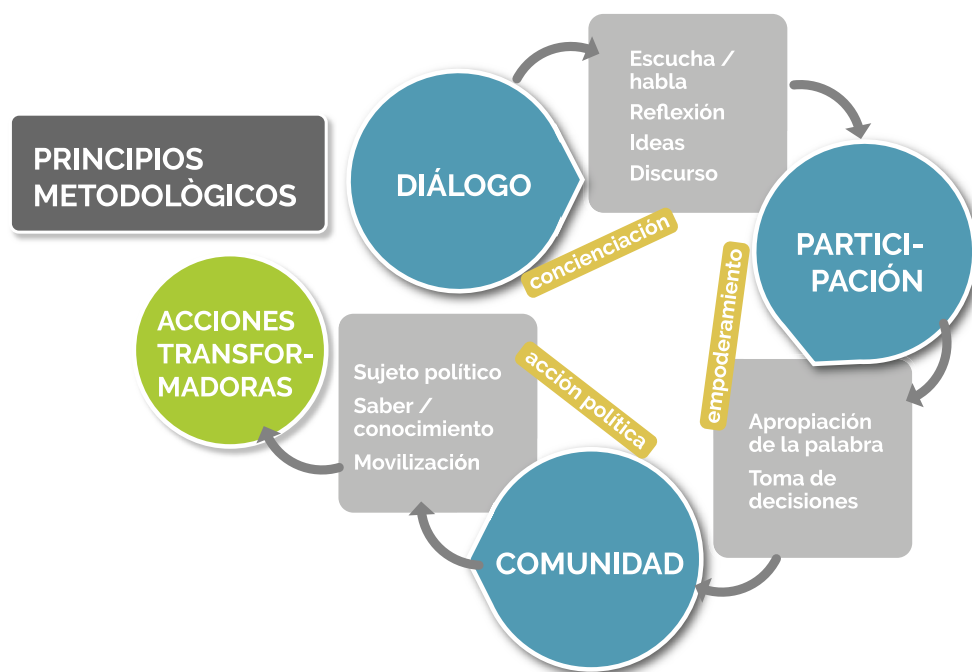 PRINCIPIOS
METODOLÒGICOS
DIÁLOGO
Escucha /
habla
Reflexión
Ideas
Discurso
concienciación
PARTICI-
PACIÓN
empoderamiento
Apropiación
de la palabra
Toma de
decisiones
COMUNIDAD
acción política
Sujeto político
Saber /
conocimiento
Movilización
ACCIONES
TRANSFOR-
MADORAS